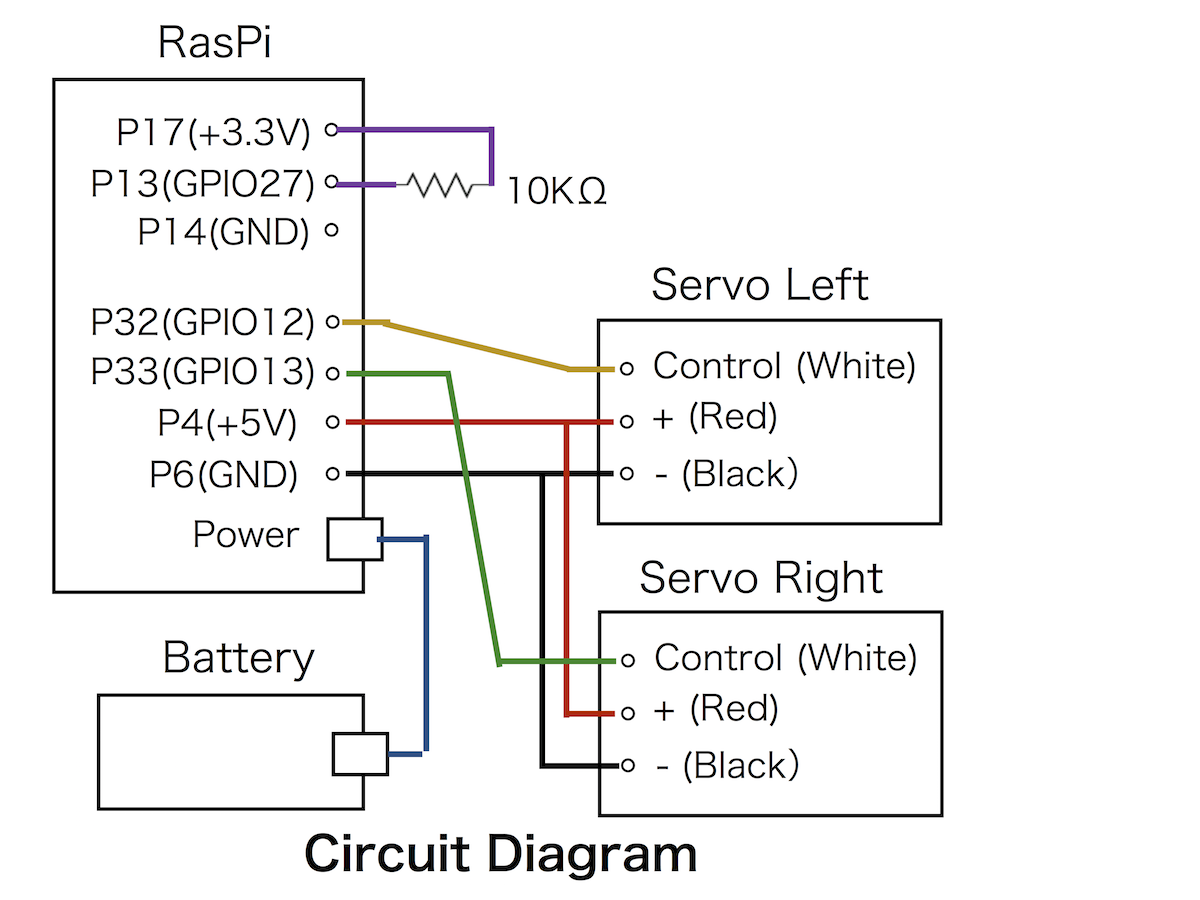 RasPi
P17(+3.3V)
P13(GPIO27)
10KΩ
P14(GND)
P32(GPIO12)
P33(GPIO13)
P4(+5V)
P6(GND)
Power
Servo Left
Control (White)
+ (Red)
- (Black）
Servo Right
Control (White)
+ (Red)
- (Black）
Battery
Circuit Diagram